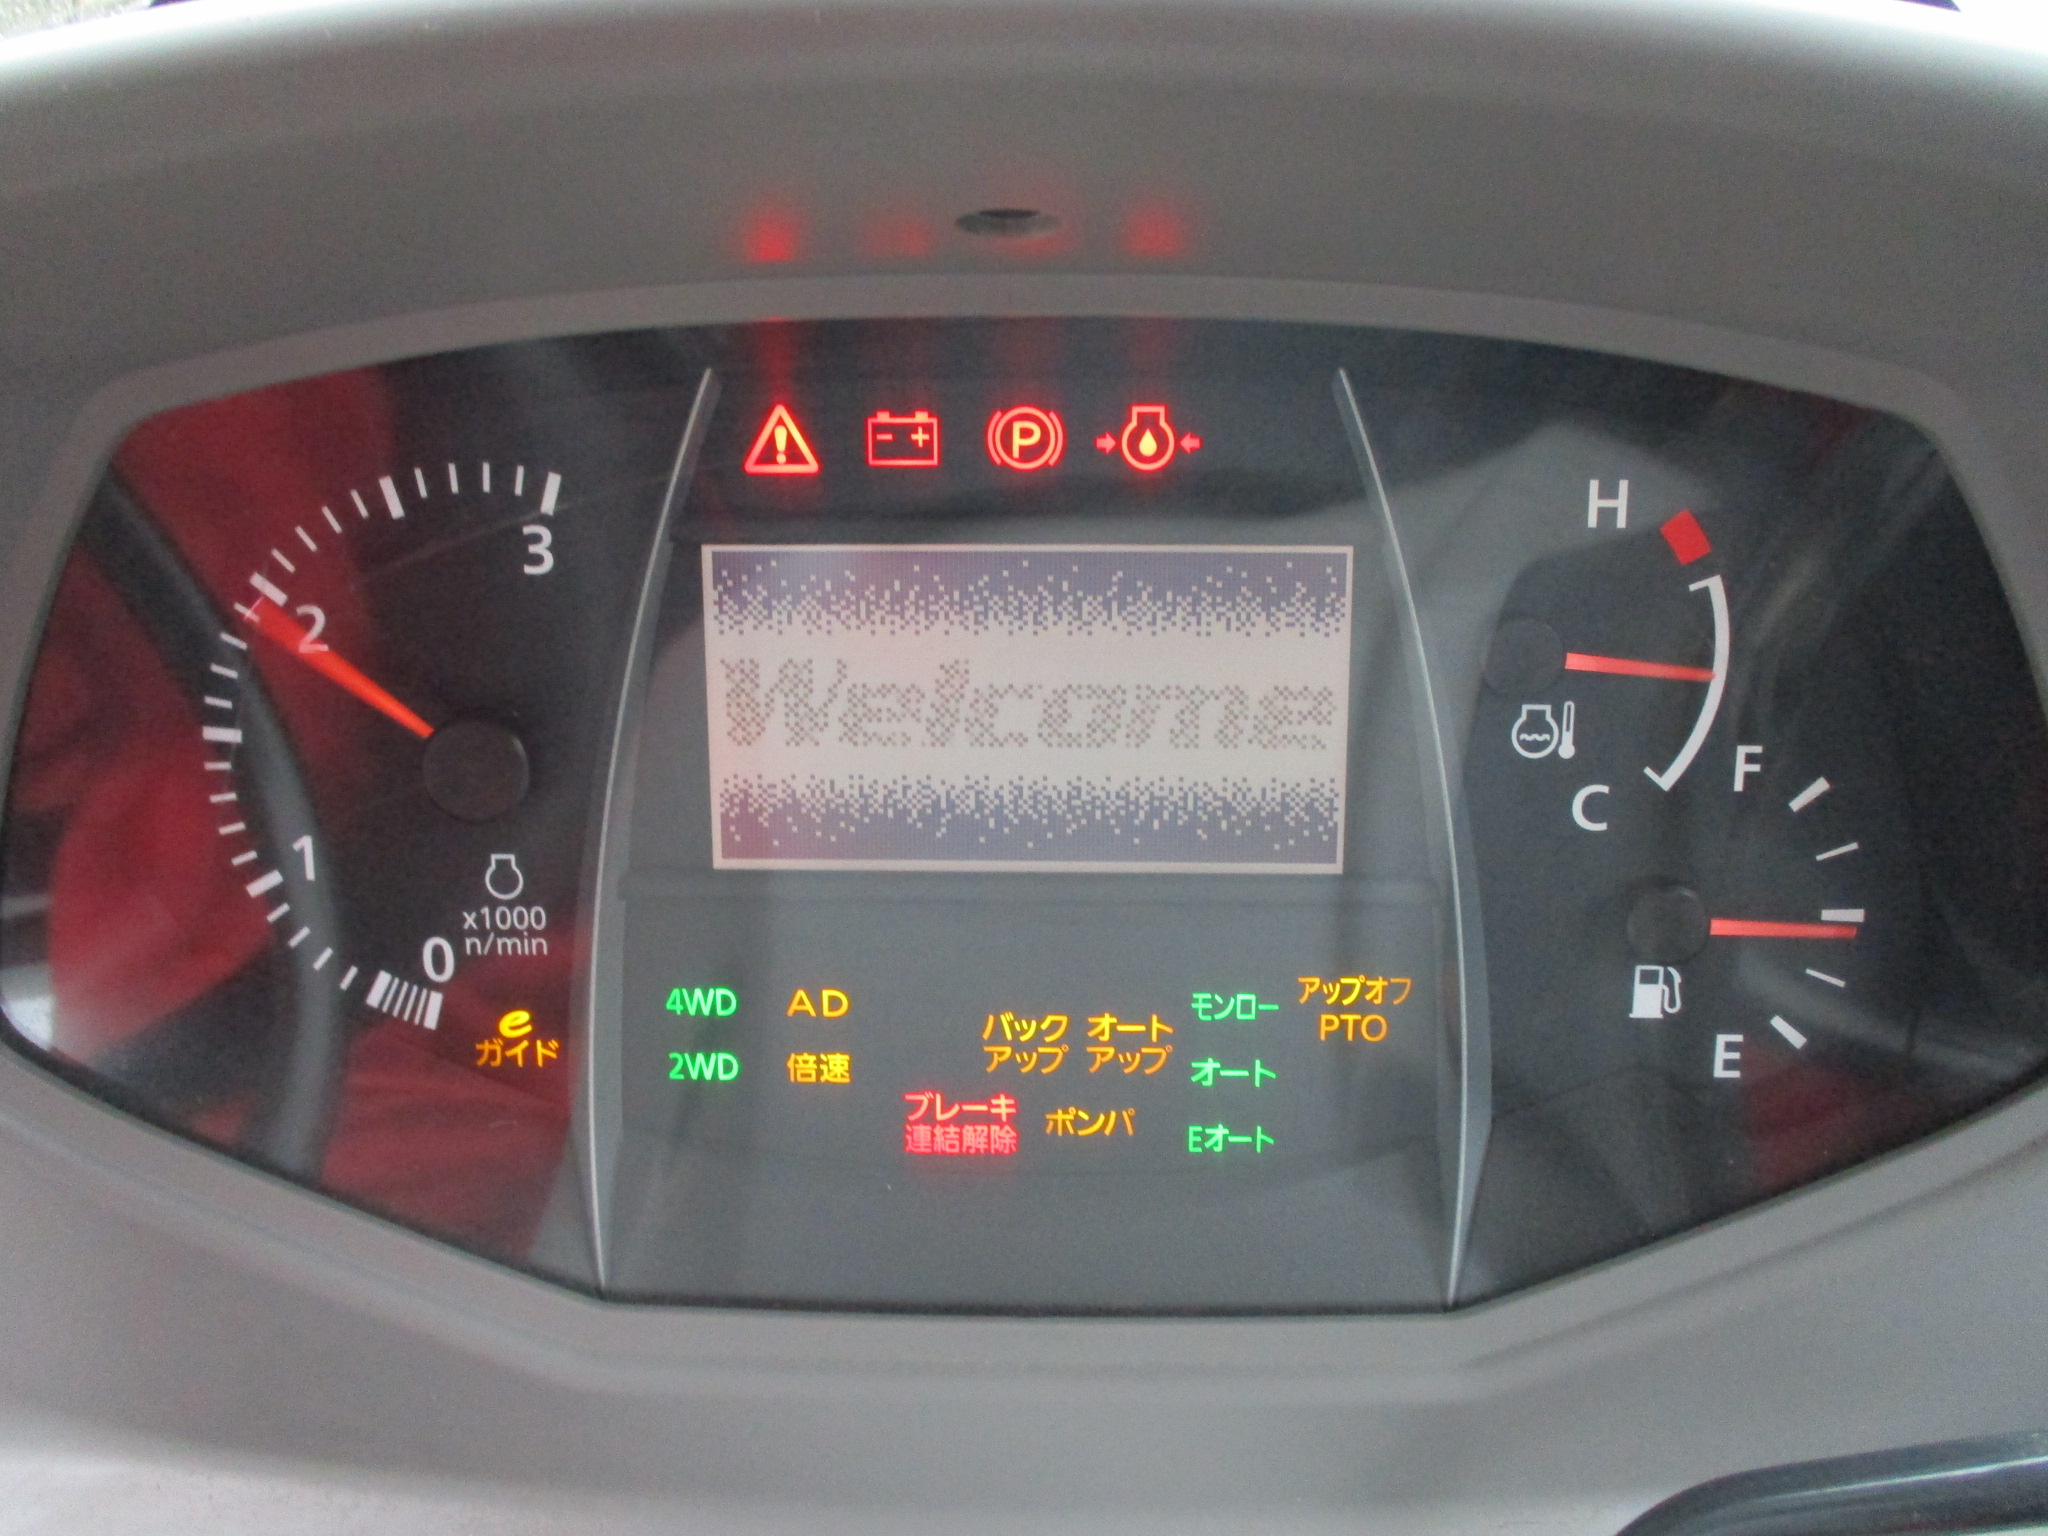 3
2
1
0
x1000
n/min
Welcome
H
C
F
E
P
e
ガイド
4WD
2WD
AD
倍速
バック
アップ
オート
アップ
ブレーキ
連結解除
ポンパ
モンロー
オート
Eオート
アップオフ
PTO